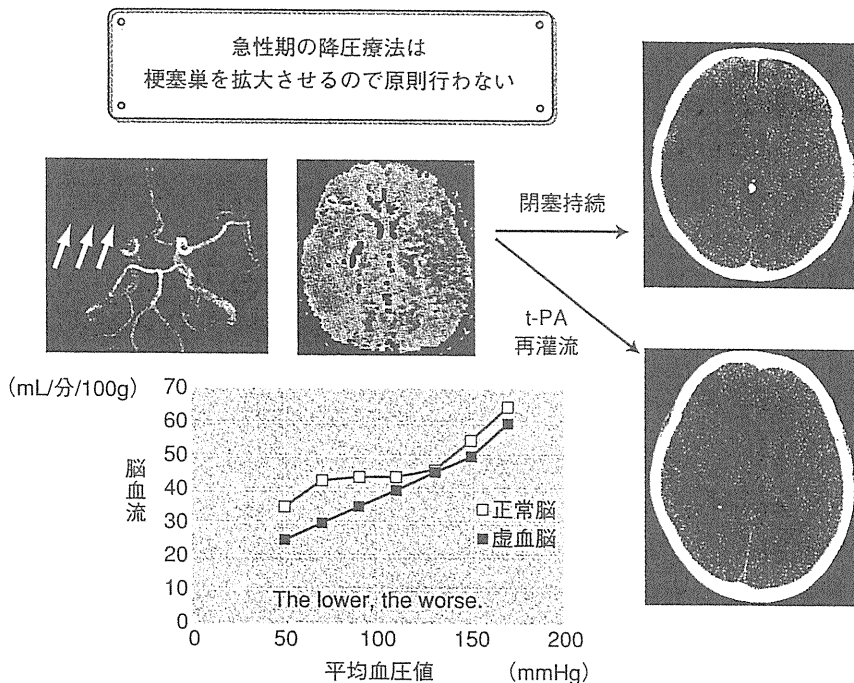 急性期の降圧療法は
梗塞巣を拡大させるので原則行わない
閉塞持続
t-PA
再灌流
（mL/分/100g）
70
60
50
40
30
20
10
0
脳血流
□正常脳
■虚血脳
The lower, the worse.
0 50 100 150 200
平均血圧値 （mmHg）